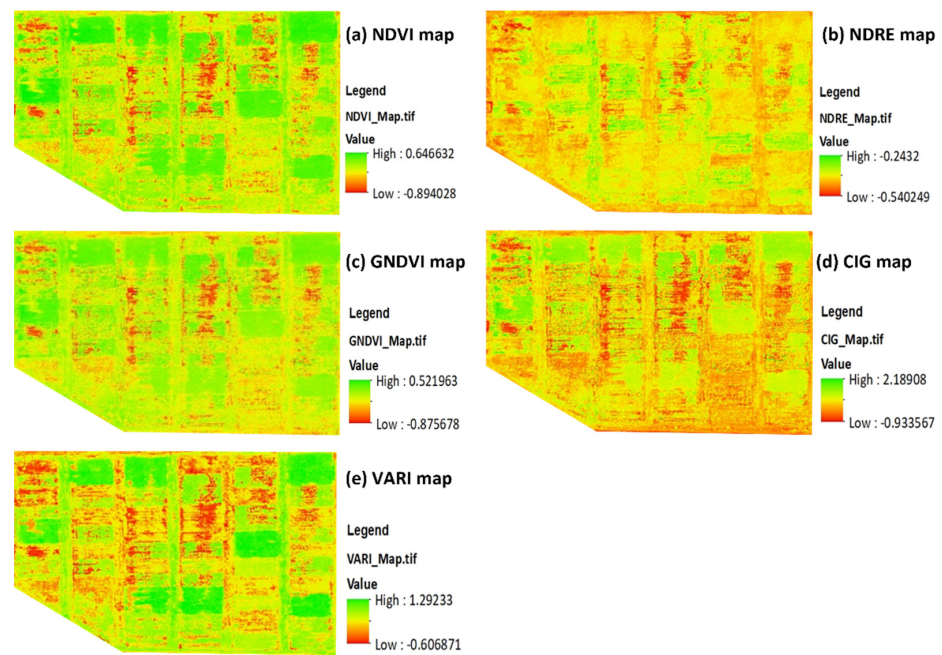 (a) NDVI map
Legend
NDVI_Map.tif
Value
High : 0.646632
Low : -0.894028
(b) NDRE map
Legend
NDRE_Map.tif
Value
High : -0.2432
Low : -0.540249
(c) GNDVI map
Legend
GNDVI_Map.tif
Value
High : 0.521963
Low : -0.875678
(d) CIG map
Legend
CIG_Map.tif
Value
High : 2.18908
Low : -0.933567
(e) VARI map
Legend
VARI_Map.tif
Value
High : 1.29233
Low : -0.606871